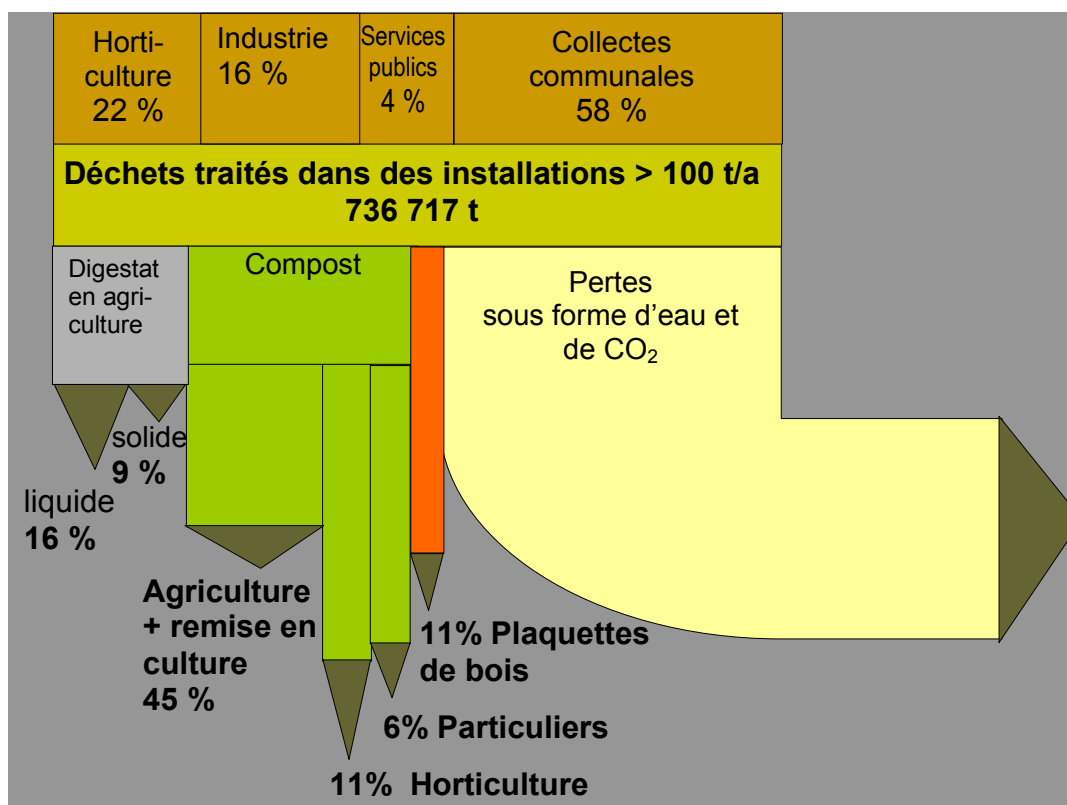 Horti-
culture
22 %
Industrie
16 %
Services
publics
4 %
Collectes
communales
58 %
Déchets traités dans des installations > 100 t/a
736 717 t
Digestat
en agri-
culture
Compost
Pertes
sous forme d'eau et
de CO₂
solide
9 %
liquide
16 %
Agriculture
+ remise en
culture
45 %
11% Plaquettes
de bois
6% Particuliers
11% Horticulture